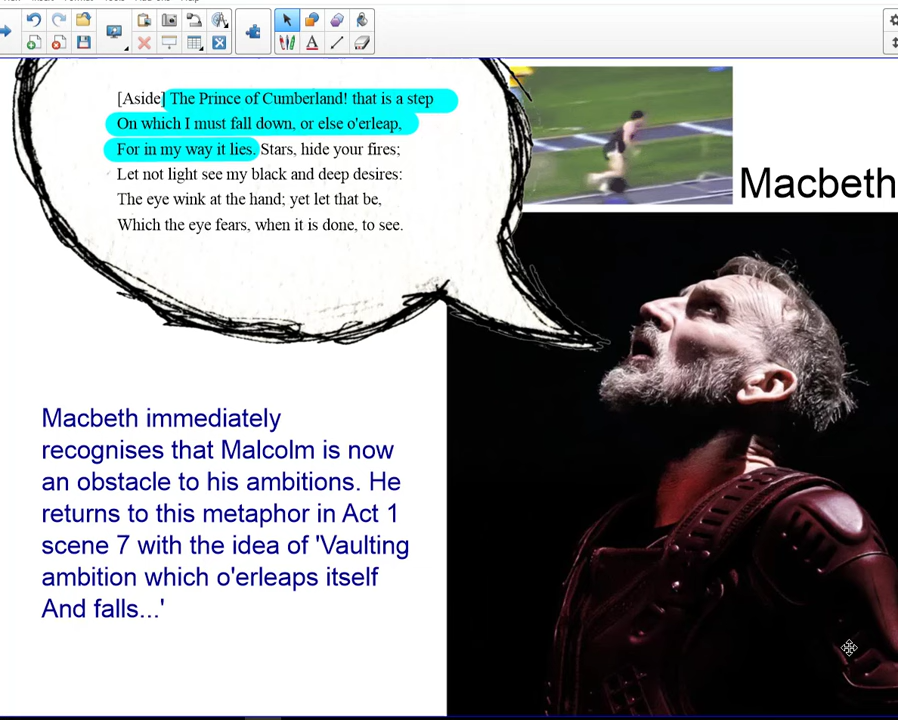 [Aside] The Prince of Cumberland! that is a step
On which I must fall down, or else o'erleap,
For in my way it lies. Stars, hide your fires;
Let not light see my black and deep desires:
The eye wink at the hand; yet let that be,
Which the eye fears, when it is done, to see.
Macbeth
Macbeth immediately
recognises that Malcolm is now
an obstacle to his ambitions. He
returns to this metaphor in Act 1
scene 7 with the idea of 'Vaulting
ambition which o'erleaps itself
And falls...'